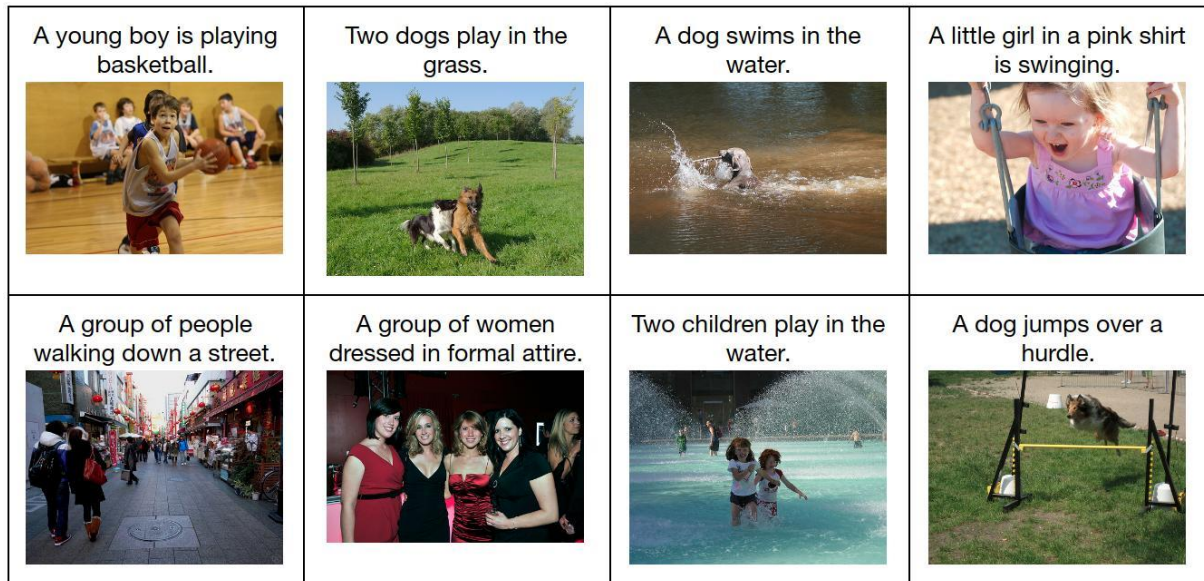 A young boy is playing
basketball.
Two dogs play in the
grass.
A dog swims in the
water.
A little girl in a pink shirt
is swinging.
A group of people
walking down a street.
A group of women
dressed in formal attire.
Two children play in the
water.
A dog jumps over a
hurdle.